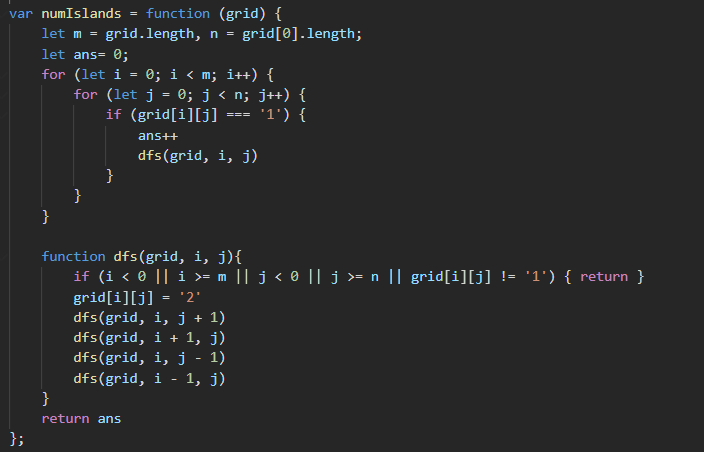 var numIslands = function (grid) {
    let m = grid.length, n = grid[0].length;
    let ans= 0;
    for (let i = 0; i < m; i++) {
        for (let j = 0; j < n; j++) {
            if (grid[i][j] === '1') {
                ans++
                dfs(grid, i, j)
            }
        }
    }

    function dfs(grid, i, j){
        if (i < 0 || i >= m || j < 0 || j >= n || grid[i][j] != '1') { return }
        grid[i][j] = '2'
        dfs(grid, i, j + 1)
        dfs(grid, i + 1, j)
        dfs(grid, i, j - 1)
        dfs(grid, i - 1, j)
    }
    return ans
};